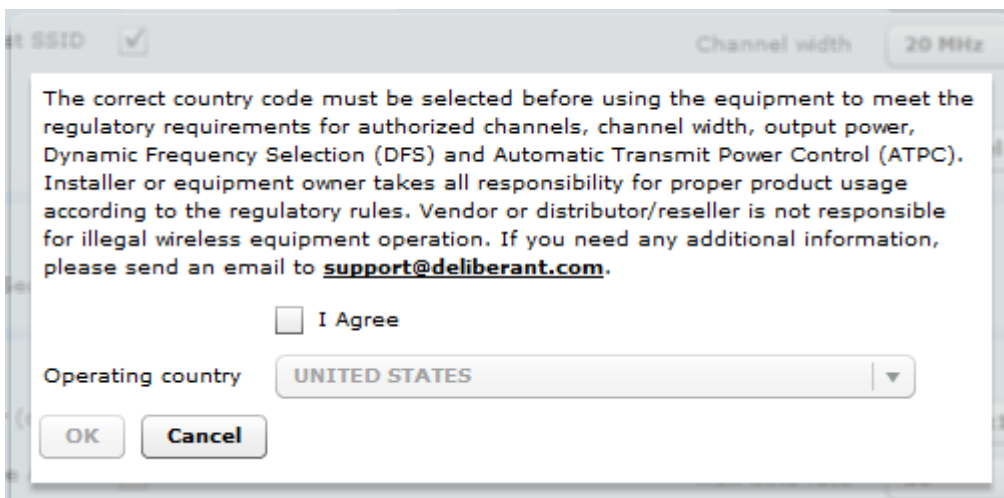 SSID
Channel width 20 MHz
The correct country code must be selected before using the equipment to meet the
regulatory requirements for authorized channels, channel width, output power,
Dynamic Frequency Selection (DFS) and Automatic Transmit Power Control (ATPC).
Installer or equipment owner takes all responsibility for proper product usage
according to the regulatory rules. Vendor or distributor/reseller is not responsible
for illegal wireless equipment operation. If you need any additional information,
please send an email to support@deliberant.com.
I Agree
Operating country UNITED STATES
OK Cancel